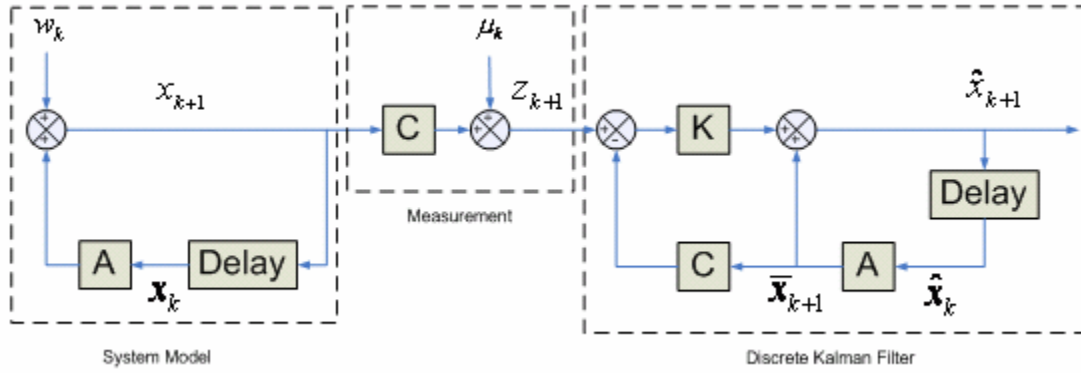 w_k
μ_k
x_{k+1}
z_{k+1}
x̂_{k+1}
+
+
C
+
+
+
-
K
+
+
Delay
Measurement
A
Delay
C
A
x_k
x̄_{k+1}
x̂_k
System Model
Discrete Kalman Filter